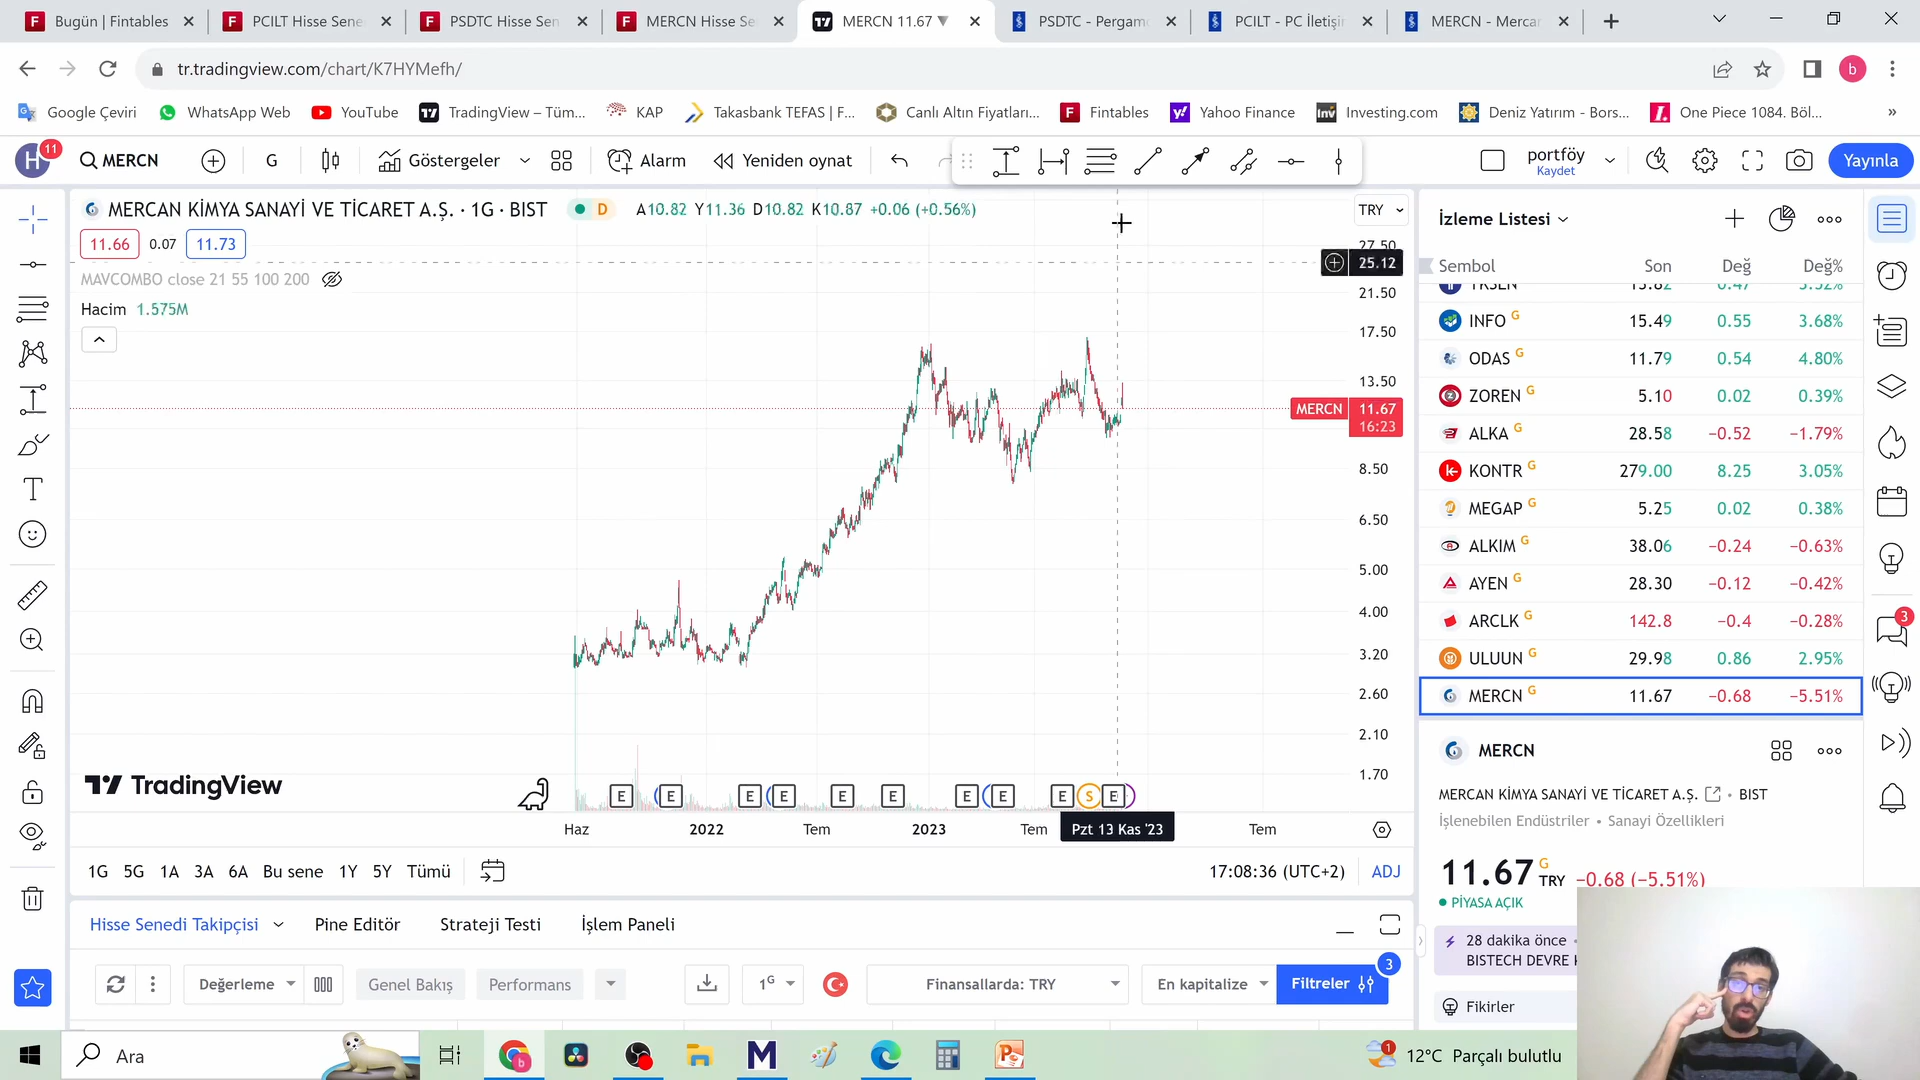 Bugün | Fintables
PCILT Hisse Sene
PSDTC Hisse Sen
MERCN Hisse Se
MERCN 11.67 ▼
PSDTC - Pergam
PCILT - PC İletişi
MERCN - Merca
tr.tradingview.com/chart/K7HYMefh/
b
Google Çeviri
WhatsApp Web
YouTube
TradingView – Tüm...
KAP
Takasbank TEFAS | F...
Canlı Altın Fiyatları...
Fintables
Yahoo Finance
Investing.com
Deniz Yatırım - Bors...
One Piece 1084. Böl...
»
H
11
MERCN
G
Göstergeler
Alarm
Yeniden oynat
portföy
Kaydet
Yayınla
MERCAN KİMYA SANAYİ VE TİCARET A.Ş. · 1G · BIST
D
A10.82 Y11.36 D10.82 K10.87 +0.06 (+0.56%)
TRY
11.66 0.07 11.73
MAVCOMBO close 21 55 100 200
Hacim 1.575M
27.50
25.12
21.50
17.50
13.50
MERCN 11.67
16:23
8.50
6.50
5.00
4.00
3.20
2.60
2.10
1.70
TradingView
E E E E E E E E E S E
Haz 2022 Tem 2023 Tem Pzt 13 Kas '23 Tem
1G 5G 1A 3A 6A Bu sene 1Y 5Y Tümü
17:08:36 (UTC+2) ADJ
Hisse Senedi Takipçisi
Pine Editör
Strateji Testi
İşlem Paneli
Değerleme
Genel Bakış
Performans
1G
Finansallarda: TRY
En kapitalize
Filtreler
3
İzleme Listesi
Sembol Son Değ Değ%
INFO G 15.49 0.55 3.68%
ODAS G 11.79 0.54 4.80%
ZOREN G 5.10 0.02 0.39%
ALKA G 28.58 −0.52 −1.79%
KONTR G 279.00 8.25 3.05%
MEGAP G 5.25 0.02 0.38%
ALKIM G 38.06 −0.24 −0.63%
AYEN G 28.30 −0.12 −0.42%
ARCLK G 142.8 −0.4 −0.28%
ULUUN G 29.98 0.86 2.95%
MERCN G 11.67 −0.68 −5.51%
MERCN
MERCAN KİMYA SANAYİ VE TİCARET A.Ş. • BIST
İşlenebilen Endüstriler • Sanayi Özellikleri
11.67 G TRY −0.68 (−5.51%)
PİYASA AÇIK
28 dakika önce
BISTECH DEVRE
Fikirler
3
Ara
12°C Parçalı bulutlu
1